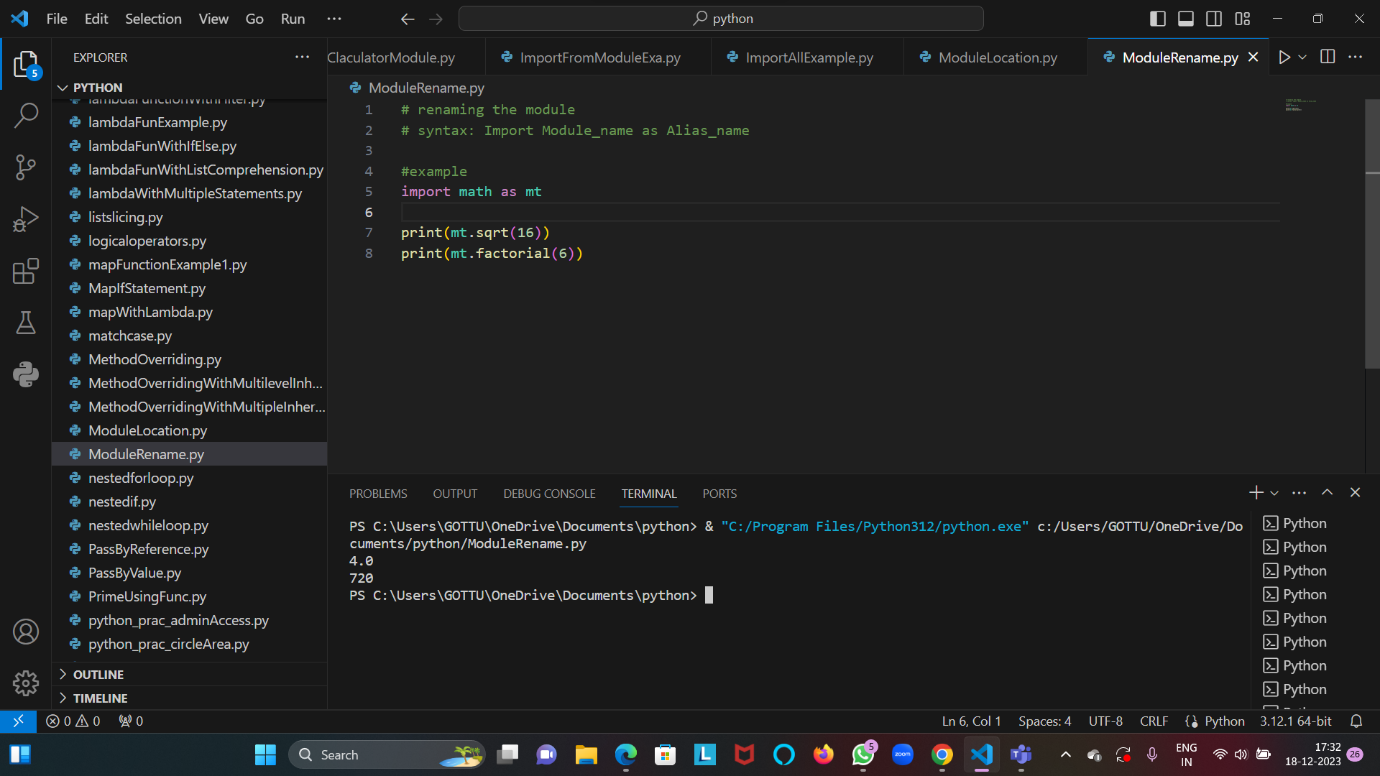 File Edit Selection View Go Run ··· python
EXPLORER ···
PYTHON
lambdaFunctionWithFilter.py
lambdaFunExample.py
lambdaFunWithIfElse.py
lambdaFunWithListComprehension.py
lambdaWithMultipleStatements.py
listslicing.py
logicaloperators.py
mapFunctionExample1.py
MapIfStatement.py
mapWithLambda.py
matchcase.py
MethodOverriding.py
MethodOverridingWithMultilevelInh...
MethodOverridingWithMultipleInher...
ModuleLocation.py
ModuleRename.py
nestedforloop.py
nestedif.py
nestedwhileloop.py
PassByReference.py
PassByValue.py
PrimeUsingFunc.py
python_prac_adminAccess.py
python_prac_circleArea.py
OUTLINE
TIMELINE
5
ClaculatorModule.py ImportFromModuleExa.py ImportAllExample.py ModuleLocation.py ModuleRename.py
ModuleRename.py
1 # renaming the module
2 # syntax: Import Module_name as Alias_name
3
4 #example
5 import math as mt
6
7 print(mt.sqrt(16))
8 print(mt.factorial(6))
PROBLEMS OUTPUT DEBUG CONSOLE TERMINAL PORTS
PS C:\Users\GOTTU\OneDrive\Documents\python> & "C:/Program Files/Python312/python.exe" c:/Users/GOTTU/OneDrive/Do
cuments/python/ModuleRename.py
4.0
720
PS C:\Users\GOTTU\OneDrive\Documents\python>
Python
Python
Python
Python
Python
Python
Python
Python
0 0 0 Ln 6, Col 1 Spaces: 4 UTF-8 CRLF Python 3.12.1 64-bit
Search 5 zoom ENG
IN 17:32
18-12-2023 26